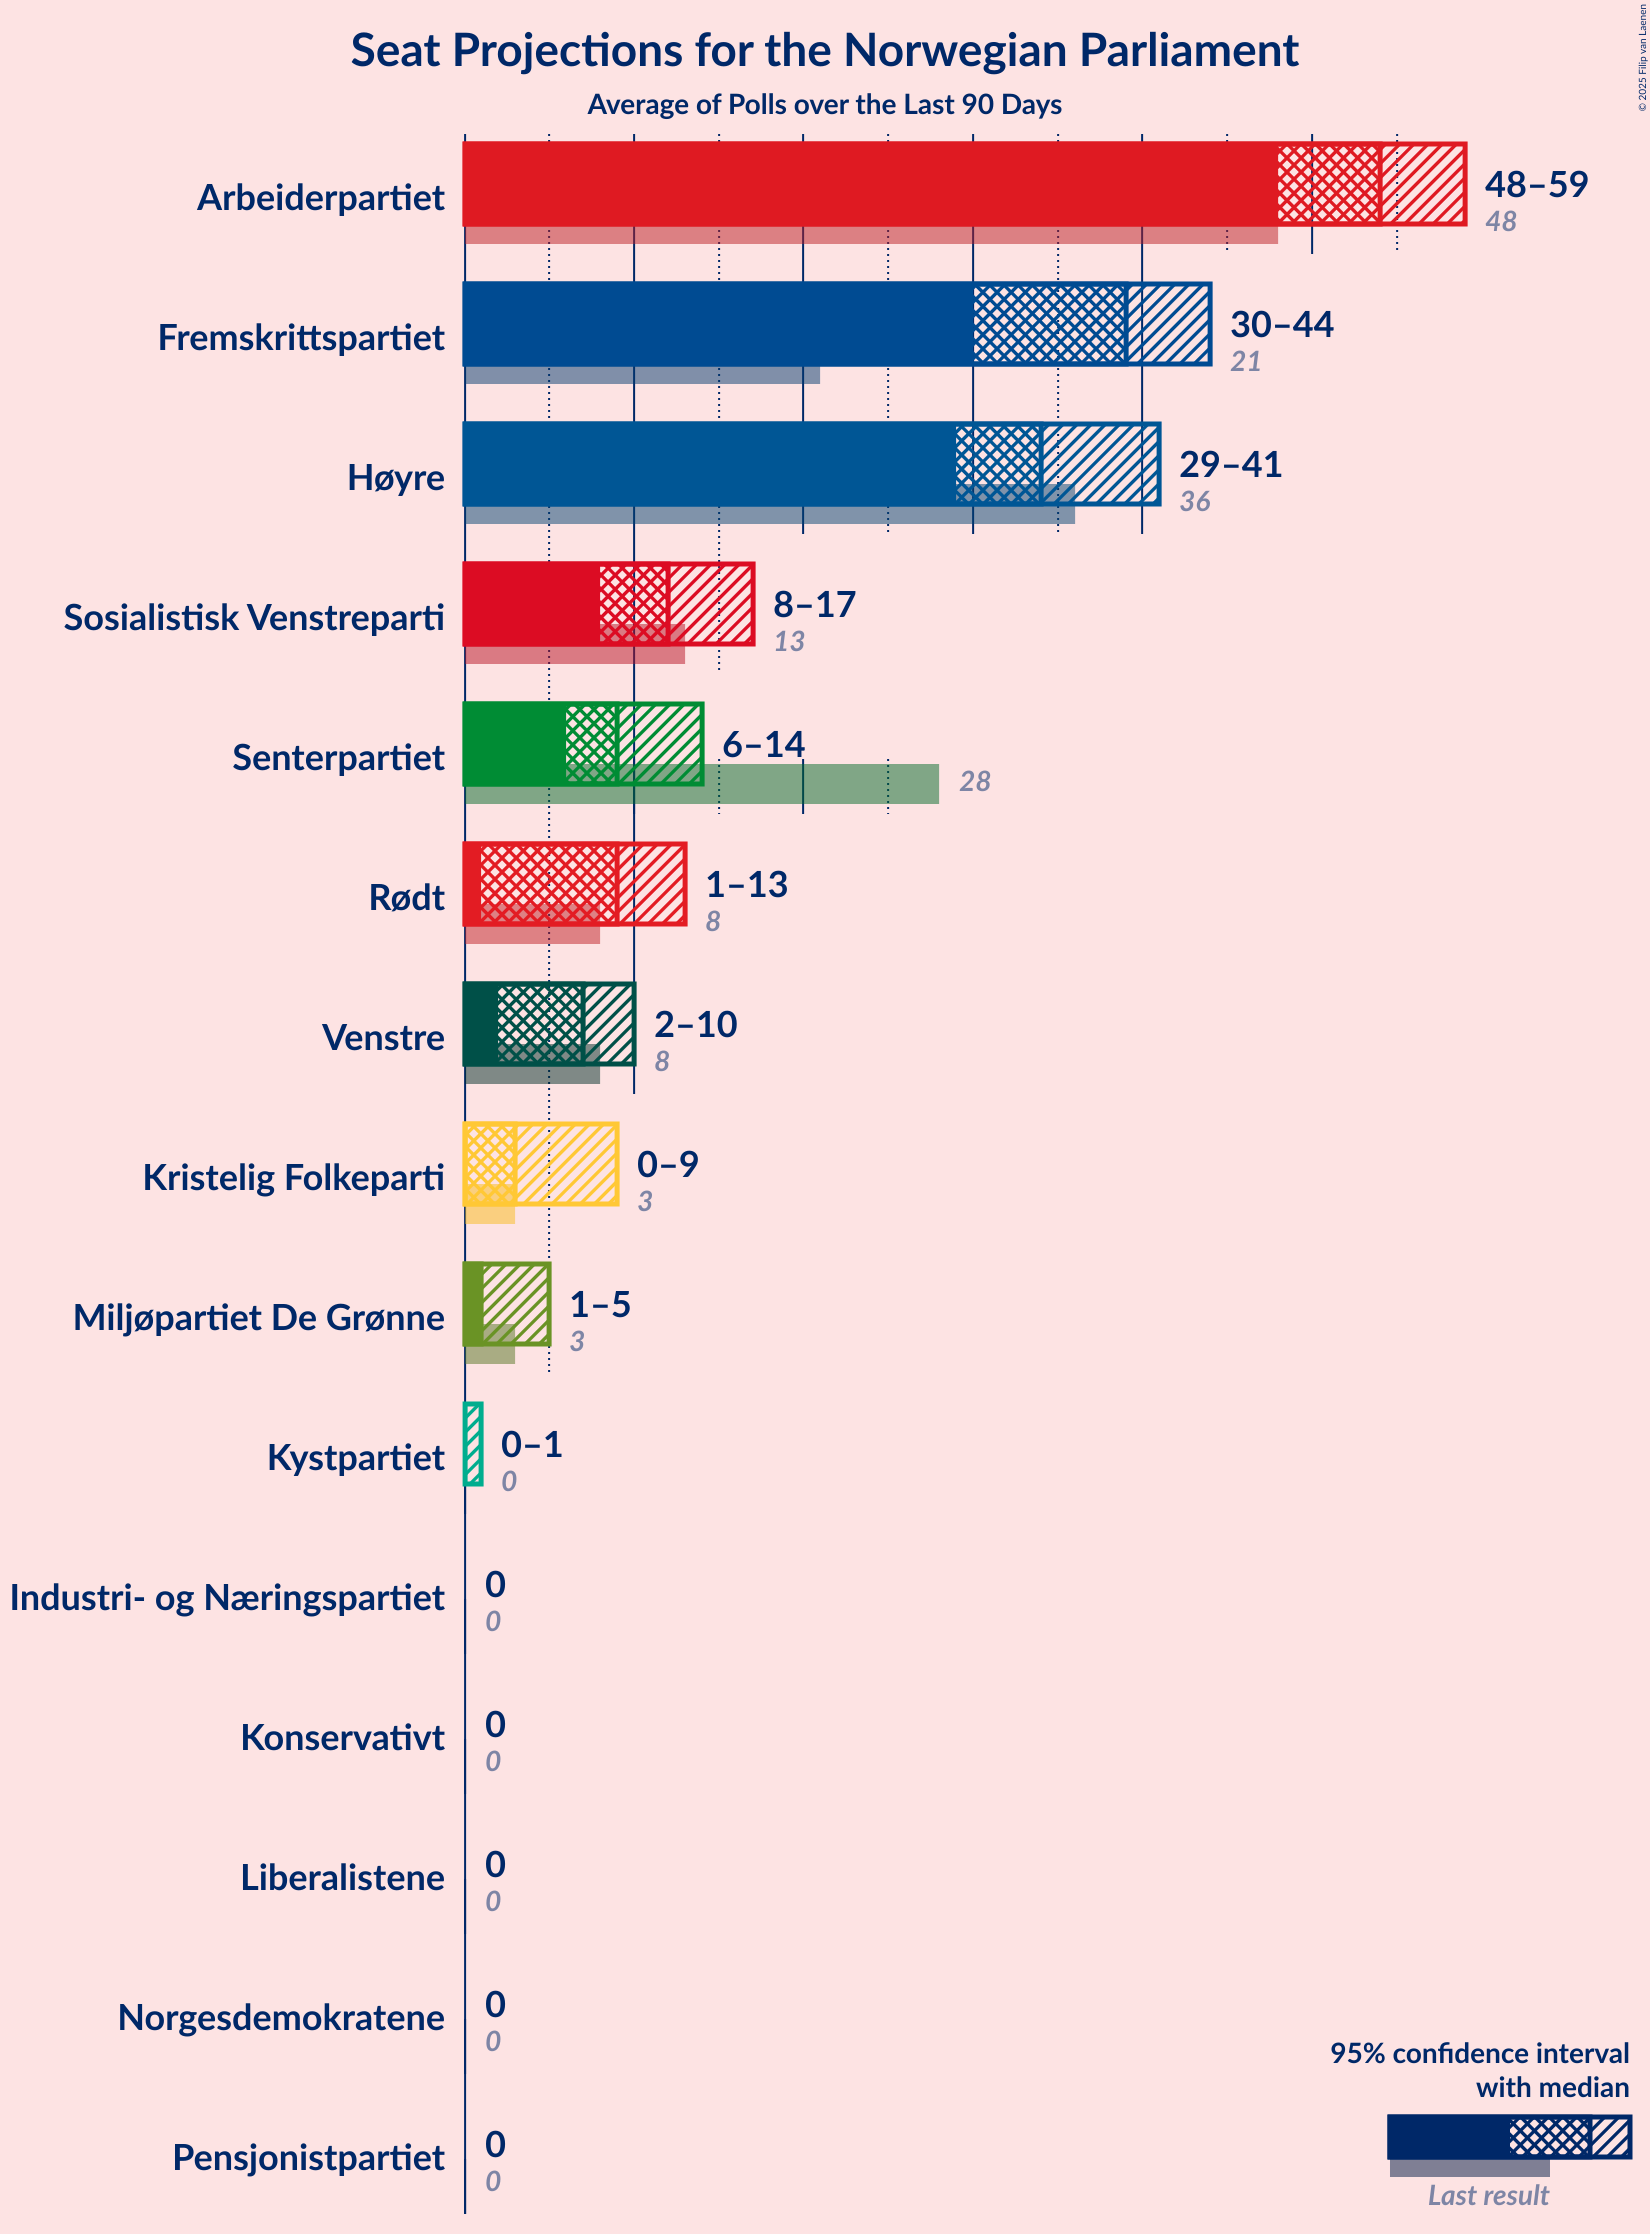 Seat Projections for the Norwegian Parliament
Average of Polls over the Last 90 Days
© 2025 Filip van Laenen
Arbeiderpartiet
48–59
48
Fremskrittspartiet
30–44
21
Høyre
29–41
36
Sosialistisk Venstreparti
8–17
13
Senterpartiet
6–14
28
Rødt
1–13
8
Venstre
2–10
8
Kristelig Folkeparti
0–9
3
Miljøpartiet De Grønne
1–5
3
Kystpartiet
0–1
0
Industri- og Næringspartiet
0
0
Konservativt
0
0
Liberalistene
0
0
Norgesdemokratene
0
0
Pensjonistpartiet
0
0
95% confidence interval
with median
Last result